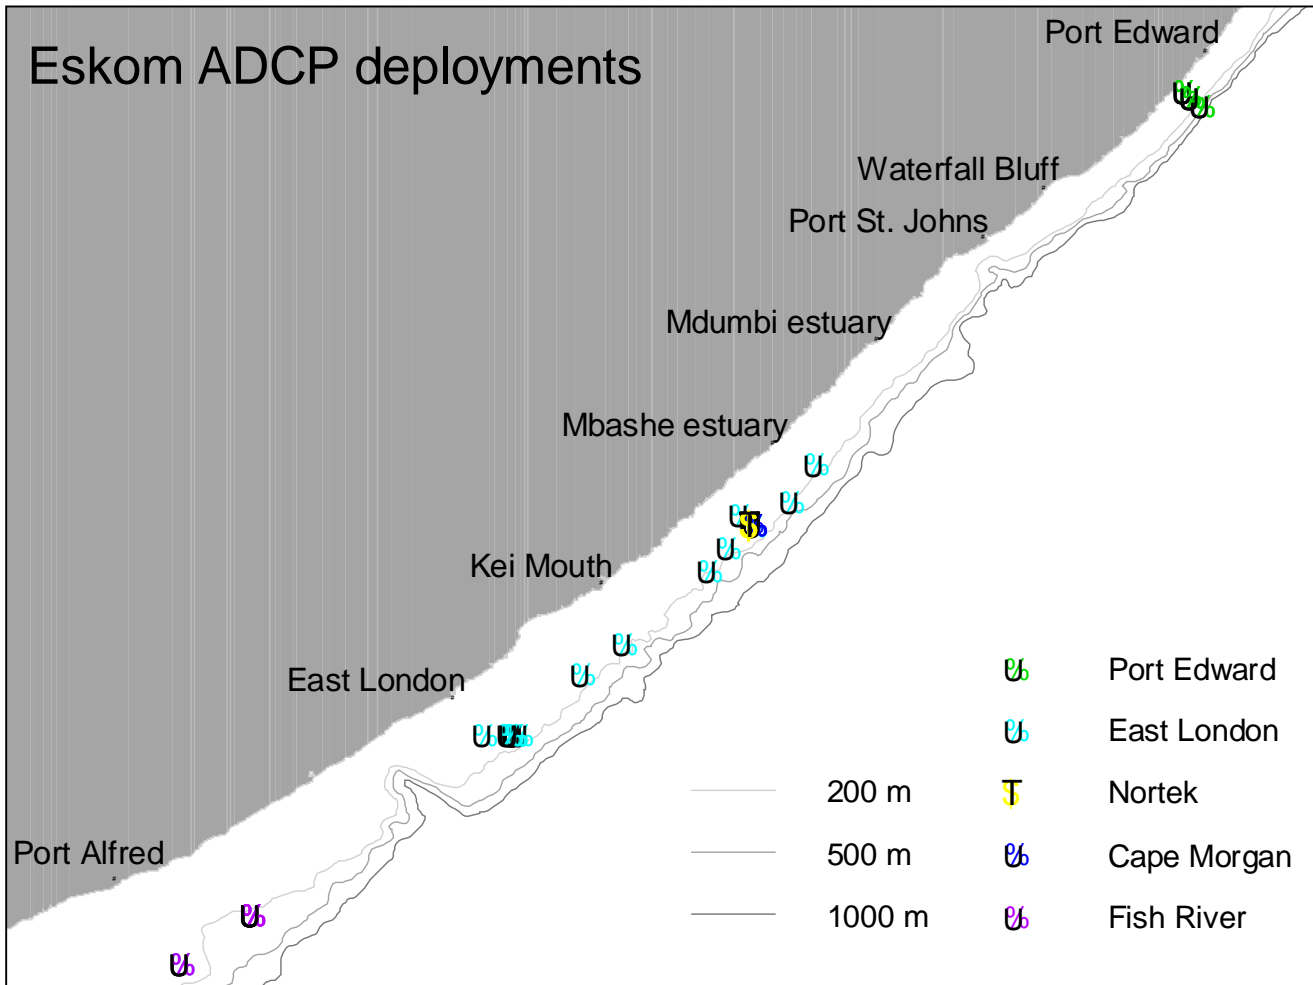 Port Edward
Eskom ADCP deployments
Waterfall Bluff
Port St. Johns
Mdumbi estuary
Mbashe estuary
Kei Mouth
East London
Port Alfred
Port Edward
East London
200 m Nortek
500 m Cape Morgan
1000 m Fish River